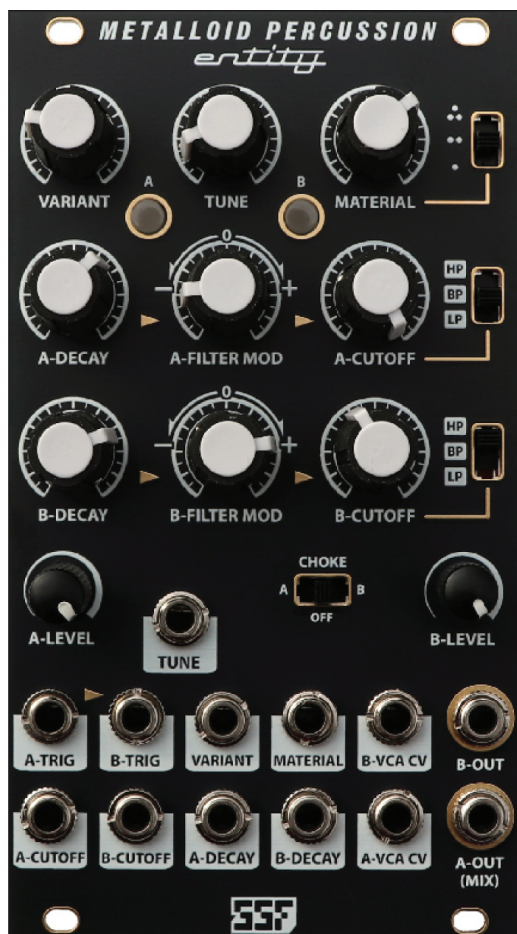 METALLOID PERCUSSION
entity
VARIANT
TUNE
MATERIAL
A
B
0
HP
BP
LP
− +
A-DECAY
A-FILTER MOD
A-CUTOFF
0
HP
BP
LP
− +
B-DECAY
B-FILTER MOD
B-CUTOFF
CHOKE
A B
OFF
A-LEVEL
B-LEVEL
TUNE
A-TRIG
B-TRIG
VARIANT
MATERIAL
B-VCA CV
B-OUT
A-CUTOFF
B-CUTOFF
A-DECAY
B-DECAY
A-VCA CV
A-OUT
(MIX)
SSF